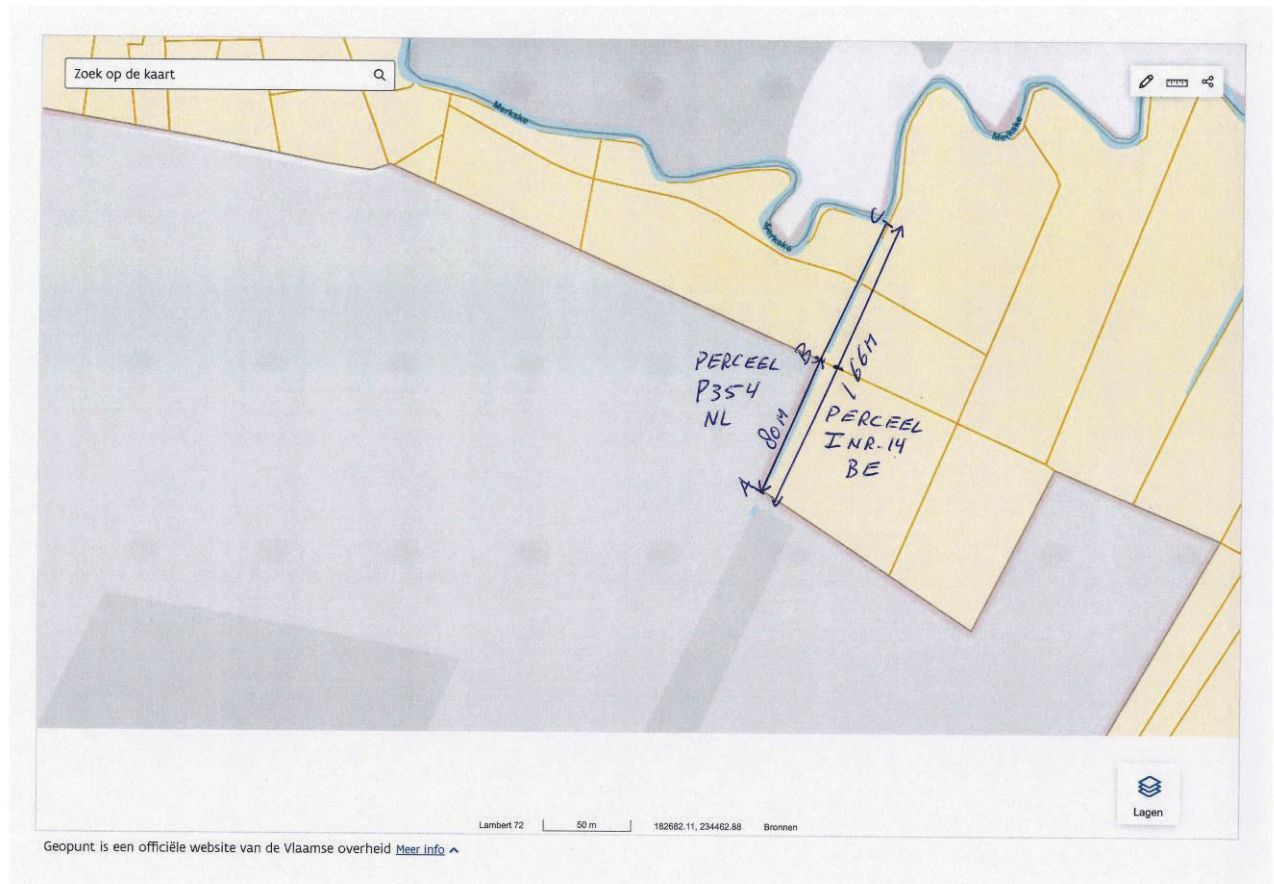 Zoek op de kaart
Merkske
Merkske
Merkske
C
B
166M
PERCEEL
P354
NL
80M
PERCEEL
I NR-14
BE
A
Lagen
Lambert 72
50 m
182682.11, 234462.88
Bronnen
Geopunt is een officiële website van de Vlaamse overheid Meer info